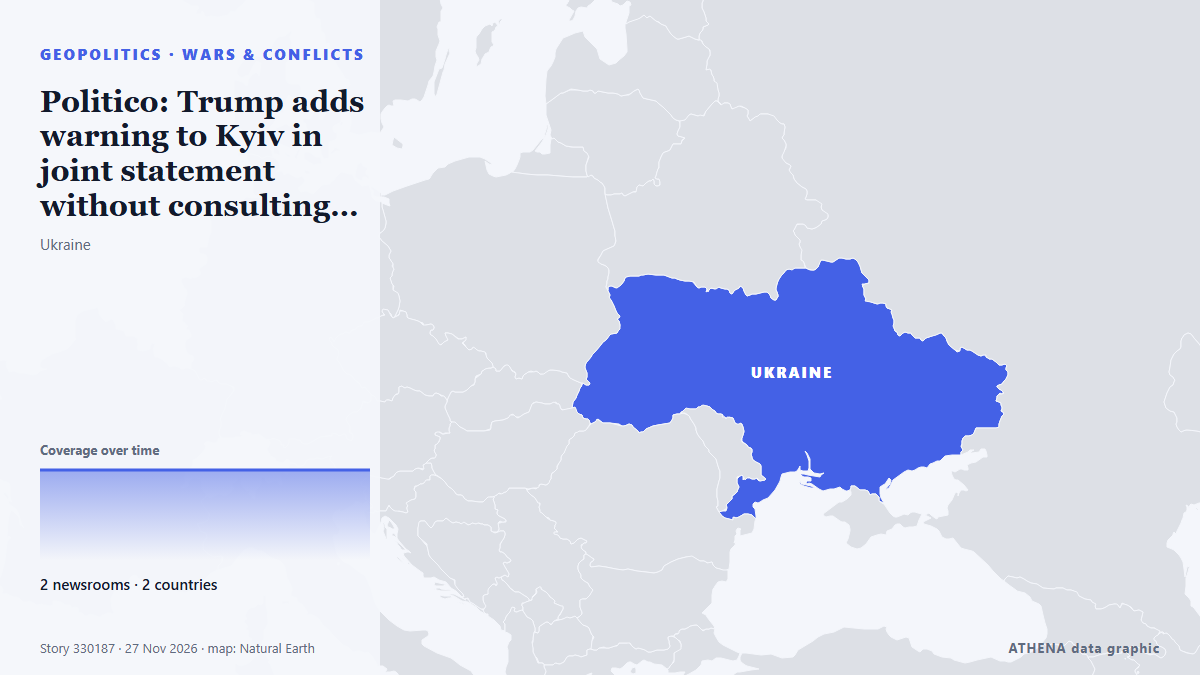 GEOPOLITICS · WARS & CONFLICTS
Politico: Trump adds
warning to Kyiv in
joint statement
without consulting...
Ukraine
UKRAINE
Coverage over time
2 newsrooms · 2 countries
Story 330187 · 27 Nov 2026 · map: Natural Earth
ATHENA data graphic